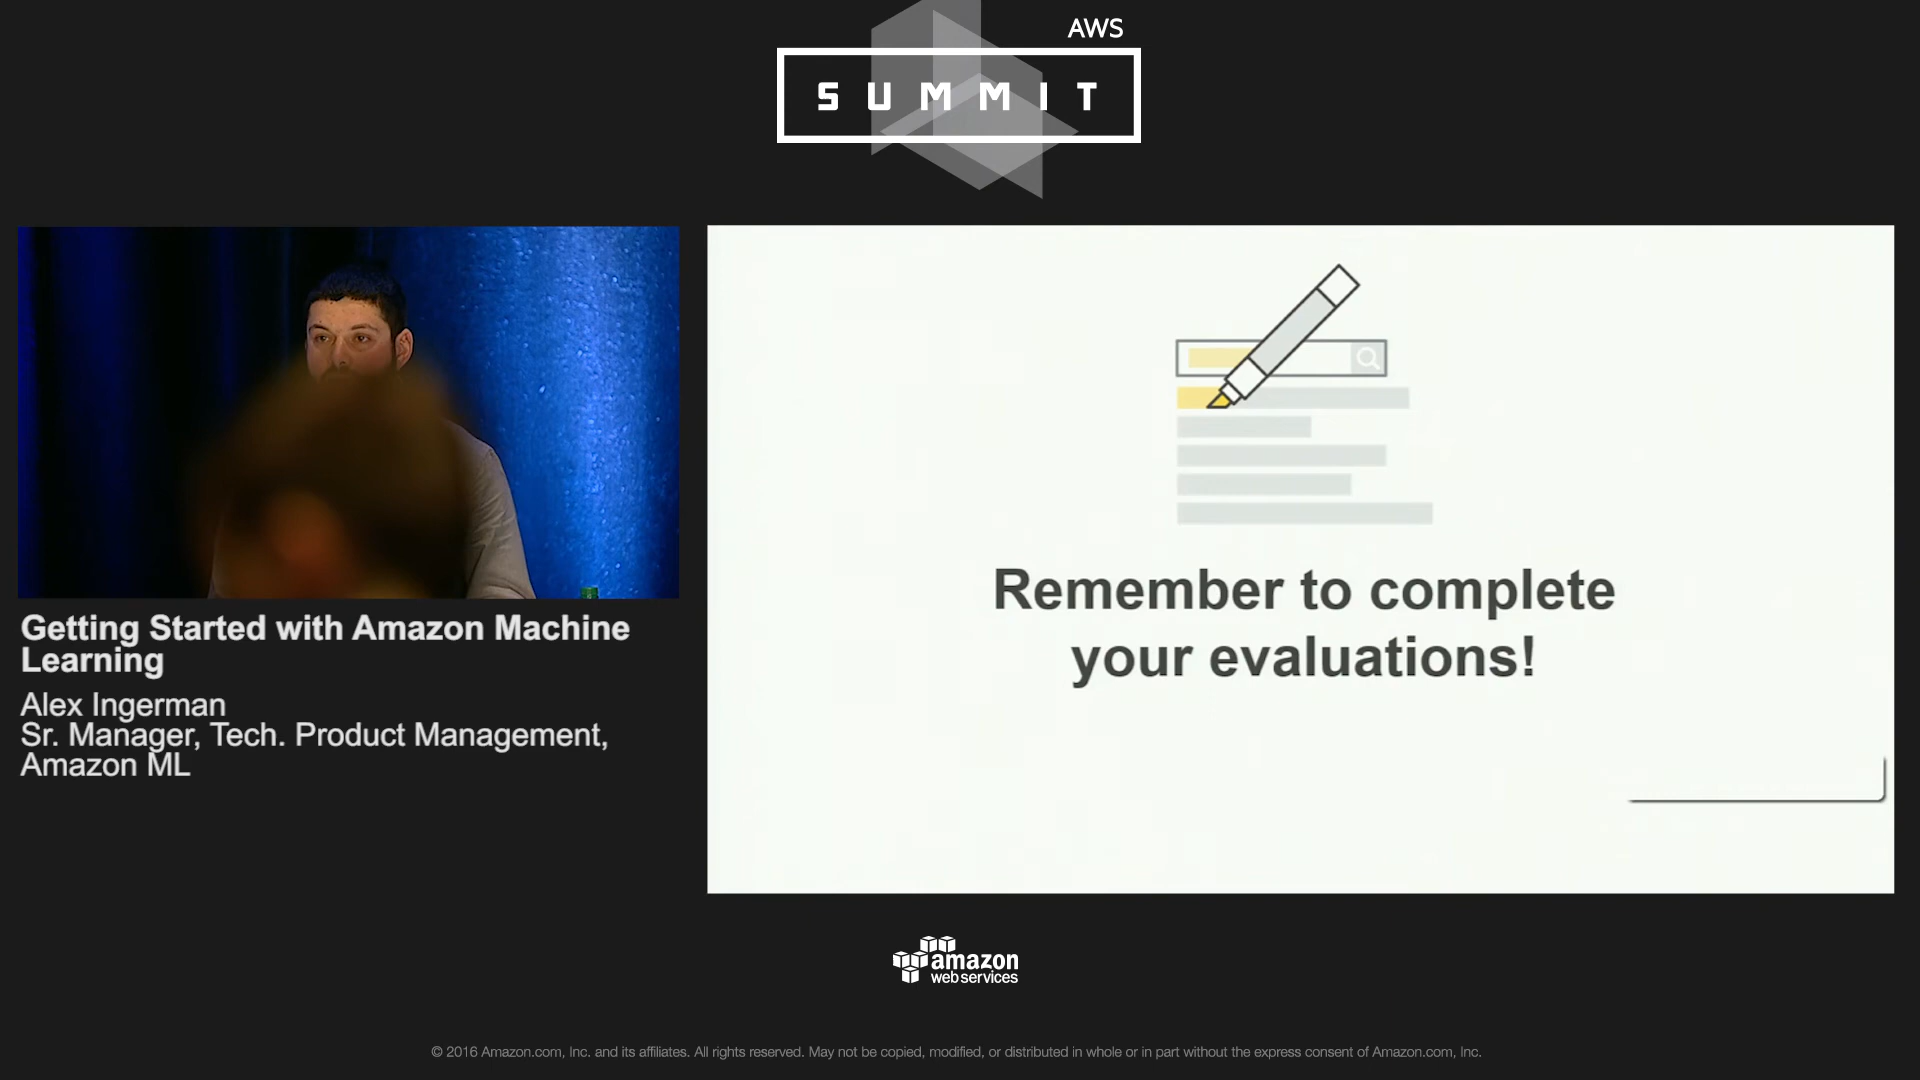 AWS
SUMMIT
Getting Started with Amazon Machine
Learning
Alex Ingerman
Sr. Manager, Tech. Product Management,
Amazon ML
Remember to complete
your evaluations!
amazon
webservices
© 2016 Amazon.com, Inc. and its affiliates. All rights reserved. May not be copied, modified, or distributed in whole or in part without the express consent of Amazon.com, Inc.